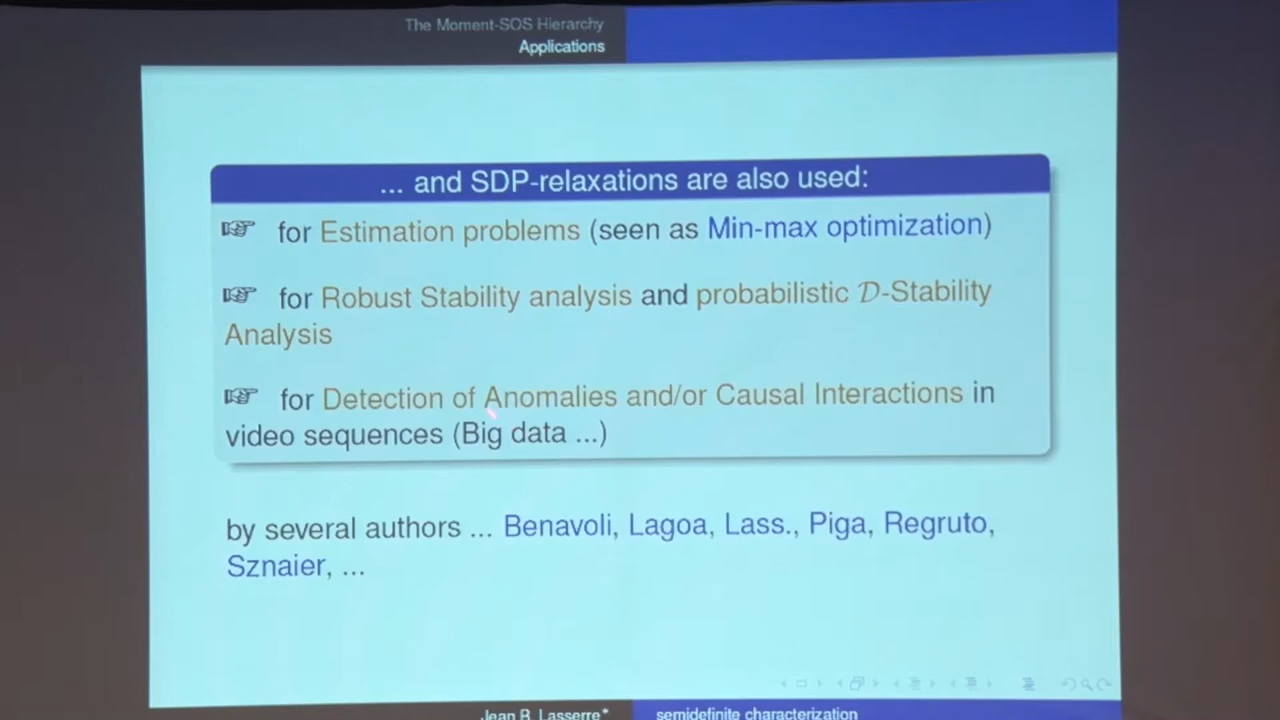 The Moment-SOS Hierarchy
Applications
... and SDP-relaxations are also used:
☞ for Estimation problems (seen as Min-max optimization)
☞ for Robust Stability analysis and probabilistic 𝒟-Stability
Analysis
☞ for Detection of Anomalies and/or Causal Interactions in
video sequences (Big data ...)
by several authors ... Benavoli, Lagoa, Lass., Piga, Regruto,
Sznaier, ...
Jean B. Lasserre* semidefinite characterization